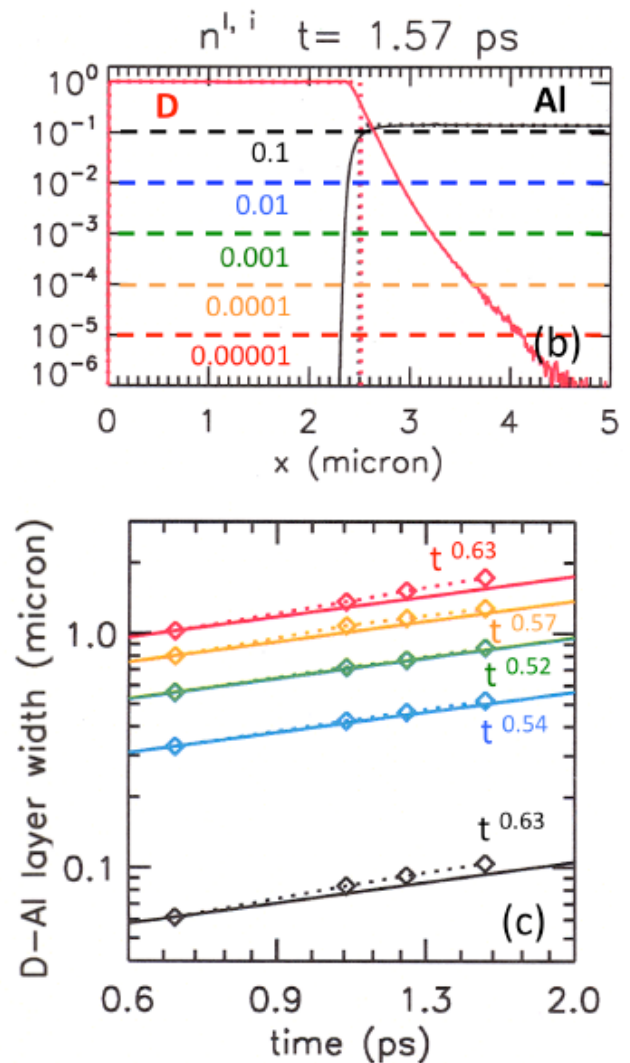 n^{I, i} t= 1.57 ps
10^0
D
Al
10^{-1}
0.1
10^{-2}
0.01
10^{-3}
0.001
10^{-4}
0.0001
10^{-5}
0.00001
(b)
10^{-6}
0 1 2 3 4 5
x (micron)
D-Al layer width (micron)
t^{0.63}
1.0
t^{0.57}
t^{0.52}
t^{0.54}
t^{0.63}
0.1
(c)
0.6 0.9 1.3 2.0
time (ps)